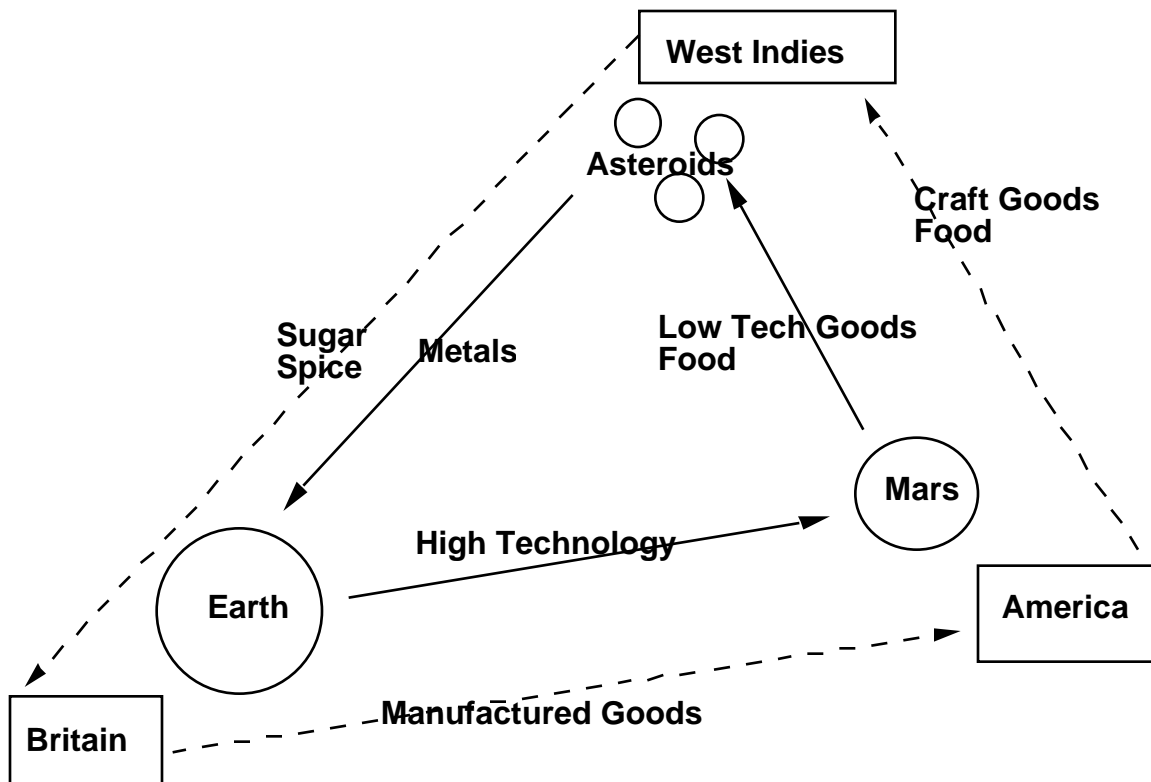 West Indies
Asteroids
Craft Goods
Food
Sugar
Spice
Metals
Low Tech Goods
Food
Mars
High Technology
Earth
America
Manufactured Goods
Britain